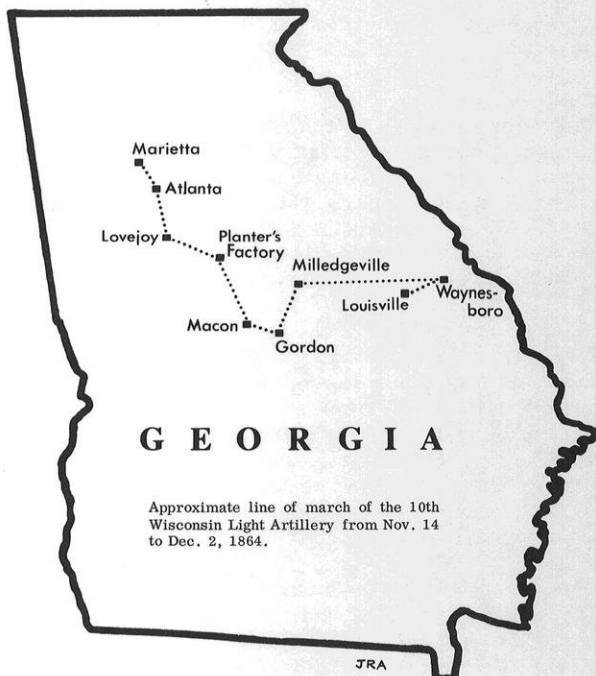 Marietta
Atlanta
Lovejoy
Planter's
Factory
Milledgeville
Louisville
Waynes-
boro
Macon
Gordon
GEORGIA
Approximate line of march of the 10th
Wisconsin Light Artillery from Nov. 14
to Dec. 2, 1864.
JRA